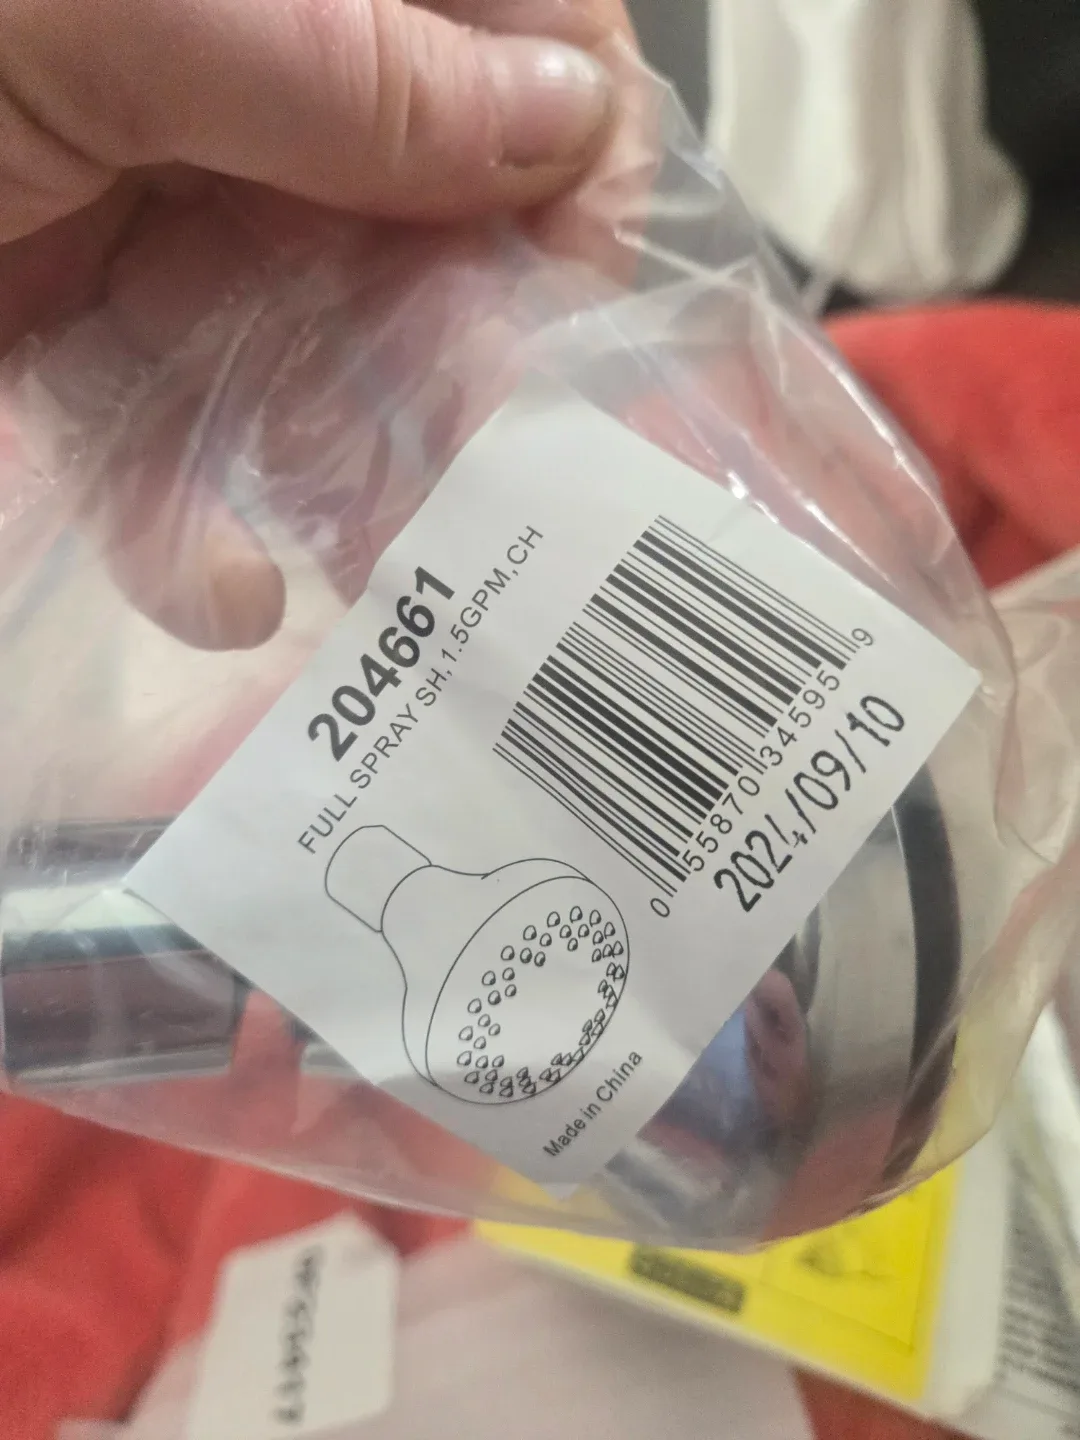 204661
FULL SPRAY SH, 1.5GPM,CH
0 55870 34595 9
2024/09/10
Made in China